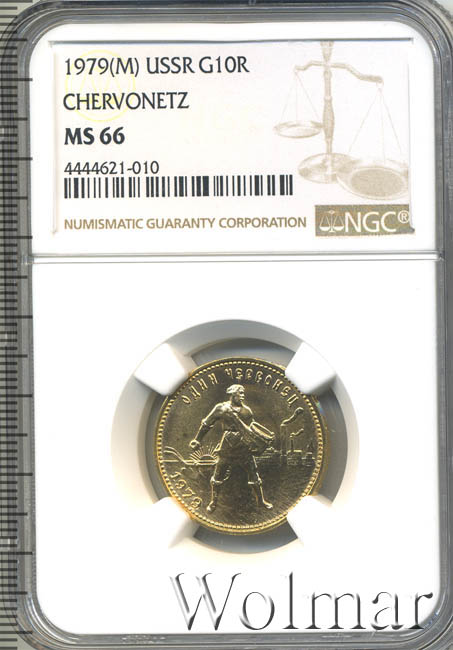 1979(M) USSR G10R
CHERVONETZ
MS 66
4444621-010
NUMISMATIC GUARANTY CORPORATION
NGC®
ОДИН ЧЕРВОНЕЦ
1979
Wolmar